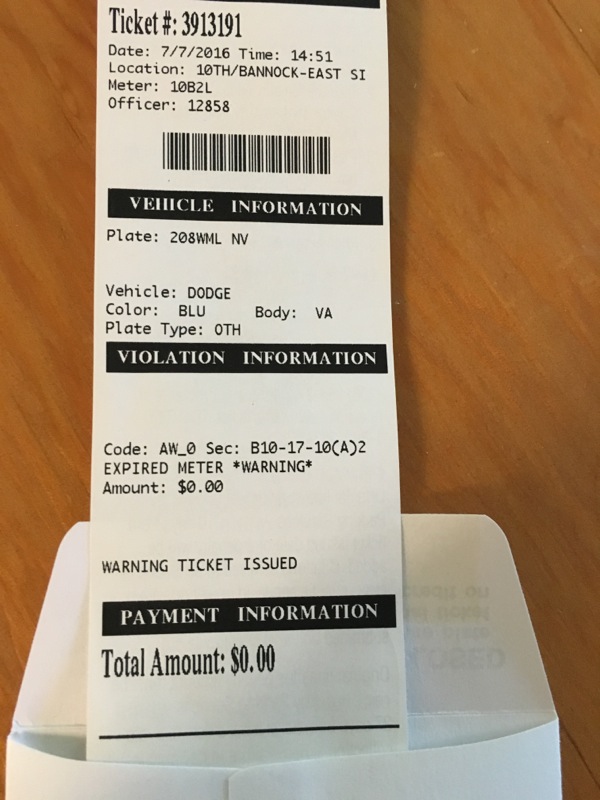 Ticket #: 3913191
Date: 7/7/2016 Time: 14:51
Location: 10TH/BANNOCK-EAST SI
Meter: 10B2L
Officer: 12858
VEHICLE INFORMATION
Plate: 208WML NV
Vehicle: DODGE
Color: BLU Body: VA
Plate Type: OTH
VIOLATION INFORMATION
Code: AW_0 Sec: B10-17-10(A)2
EXPIRED METER *WARNING*
Amount: $0.00
WARNING TICKET ISSUED
PAYMENT INFORMATION
Total Amount: $0.00